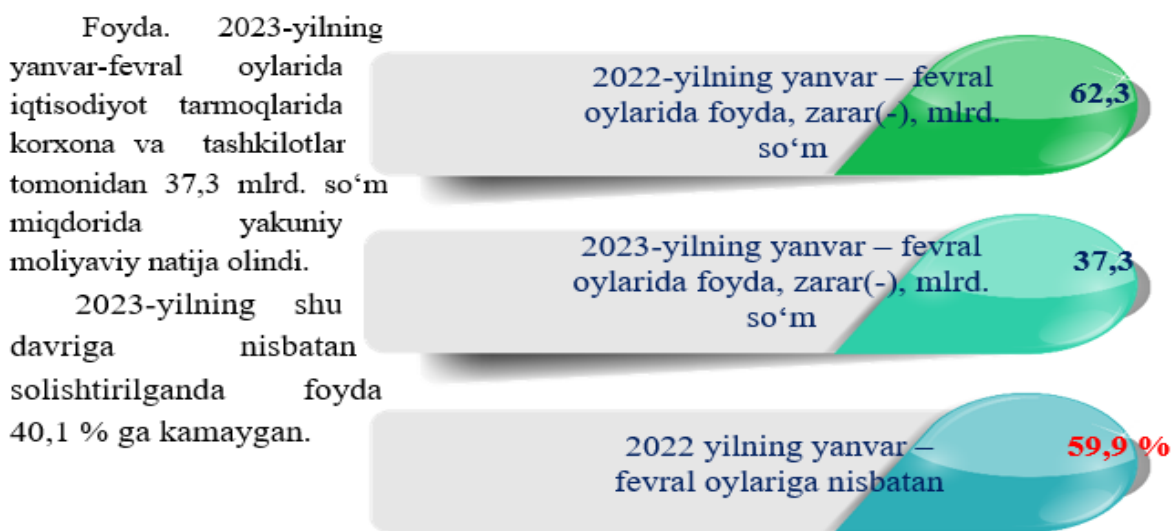 Foyda. 2023-yilning
yanvar-fevral oylarida
iqtisodiyot tarmoqlarida
korxona va tashkilotlar
tomonidan 37,3 mlrd. so‘m
miqdorida yakuniy
moliyaviy natija olindi.
2023-yilning shu
davriga nisbatan
solishtirilganda foyda
40,1 % ga kamaygan.
2022-yilning yanvar – fevral
oylarida foyda, zarar(-), mlrd.
so‘m
62,3
2023-yilning yanvar – fevral
oylarida foyda, zarar(-), mlrd.
so‘m
37,3
2022 yilning yanvar –
fevral oylariga nisbatan
59,9 %